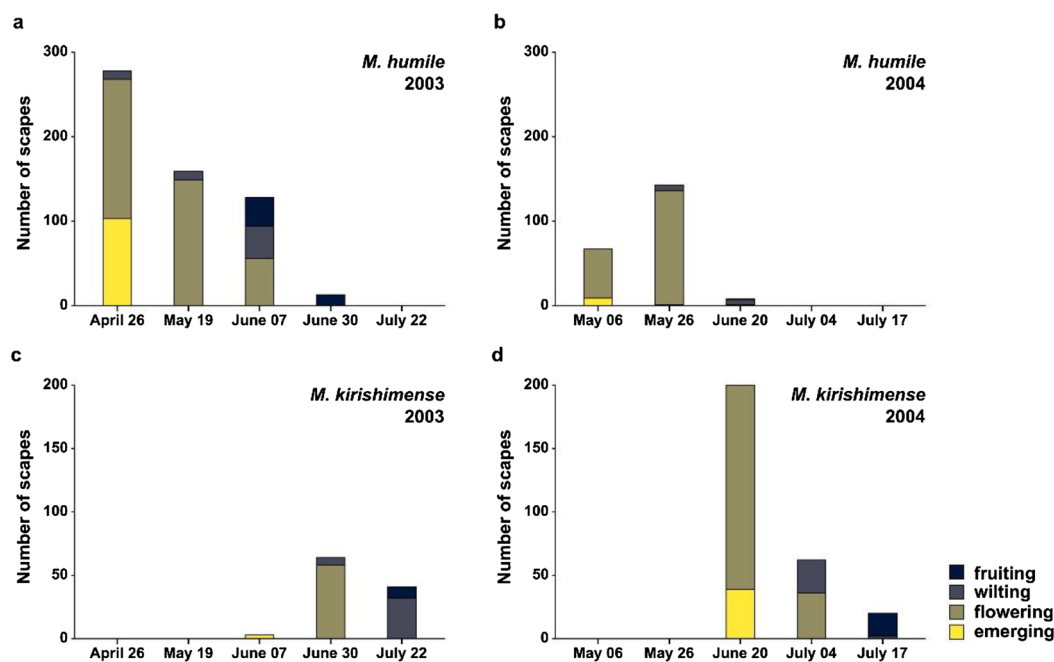 a
M. humile
2003
Number of scapes
300
200
100
0
April 26 May 19 June 07 June 30 July 22
b
M. humile
2004
Number of scapes
300
200
100
0
May 06 May 26 June 20 July 04 July 17
c
M. kirishimense
2003
Number of scapes
200
150
100
50
0
April 26 May 19 June 07 June 30 July 22
d
M. kirishimense
2004
Number of scapes
200
150
100
50
0
May 06 May 26 June 20 July 04 July 17
fruiting
wilting
flowering
emerging